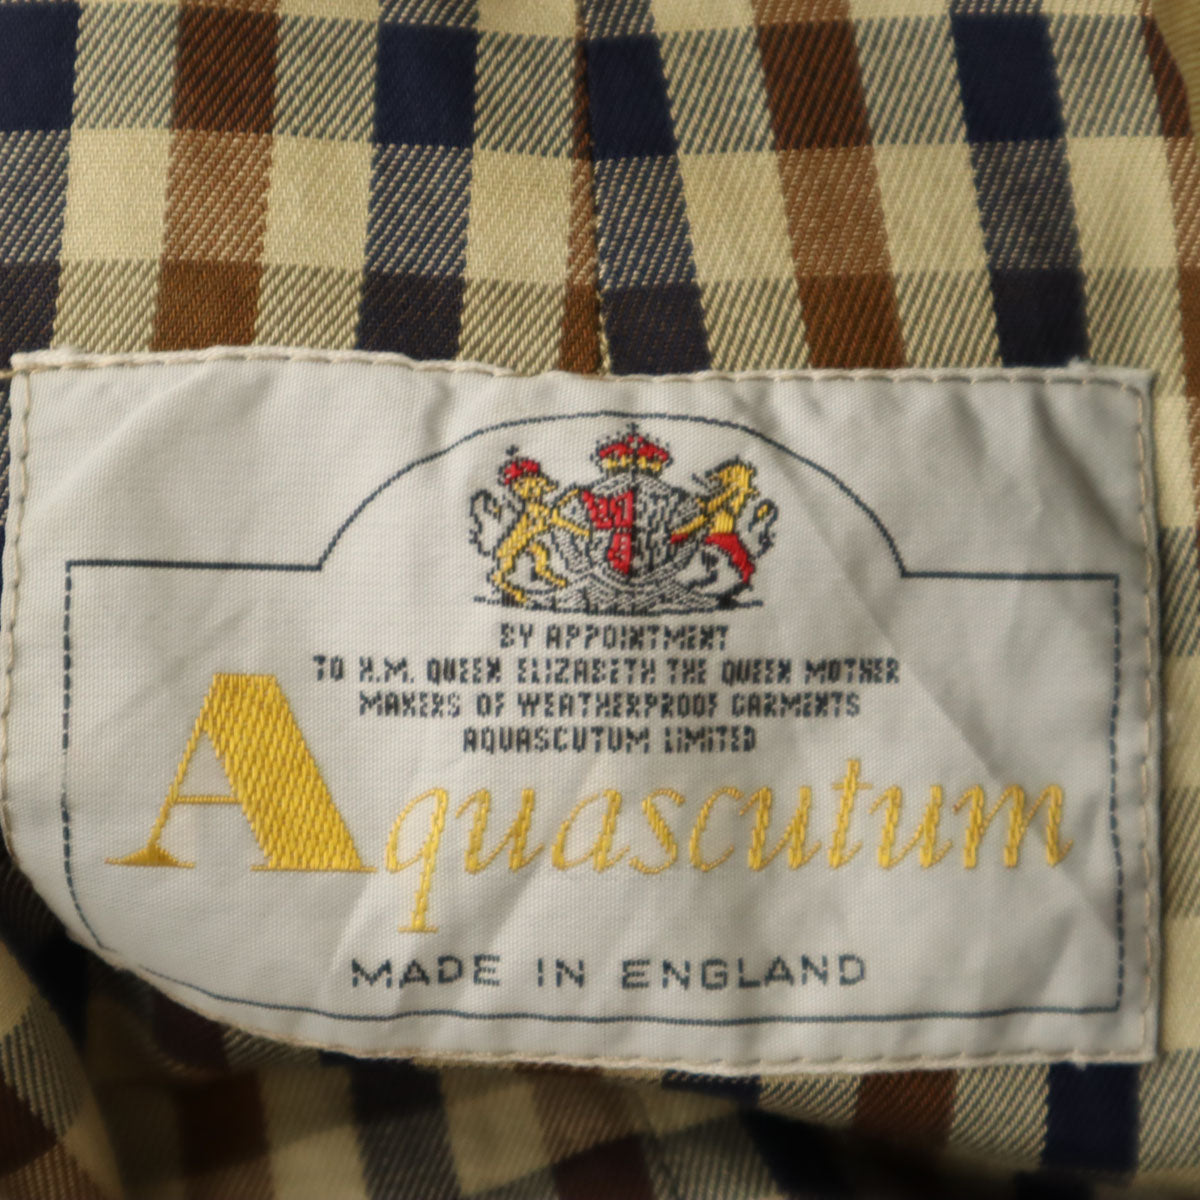 BY APPOINTMENT
TO H.M. QUEEN ELIZABETH THE QUEEN MOTHER
MAKERS OF WEATHERPROOF GARMENTS
AQUASCUTUM LIMITED
Aquascutum
MADE IN ENGLAND